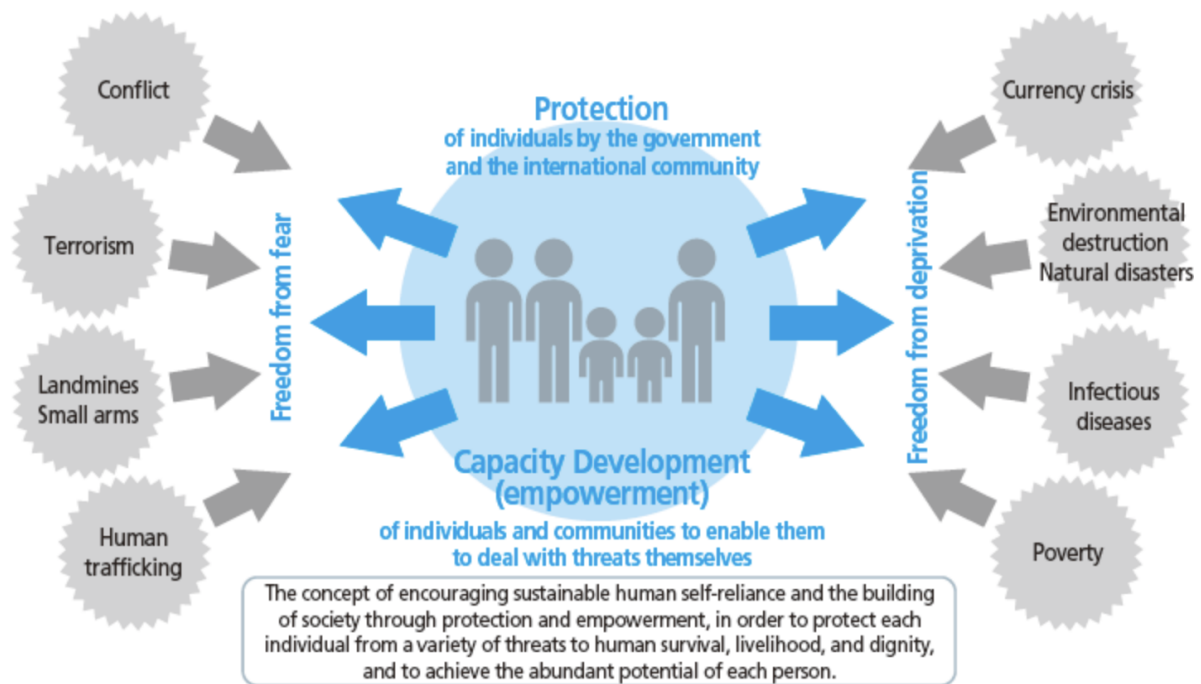 Conflict
Terrorism
Landmines
Small arms
Human
trafficking
Freedom from fear
Protection
of individuals by the government
and the international community
Capacity Development
(empowerment)
of individuals and communities to enable them
to deal with threats themselves
Freedom from deprivation
Currency crisis
Environmental
destruction
Natural disasters
Infectious
diseases
Poverty
The concept of encouraging sustainable human self-reliance and the building
of society through protection and empowerment, in order to protect each
individual from a variety of threats to human survival, livelihood, and dignity,
and to achieve the abundant potential of each person.